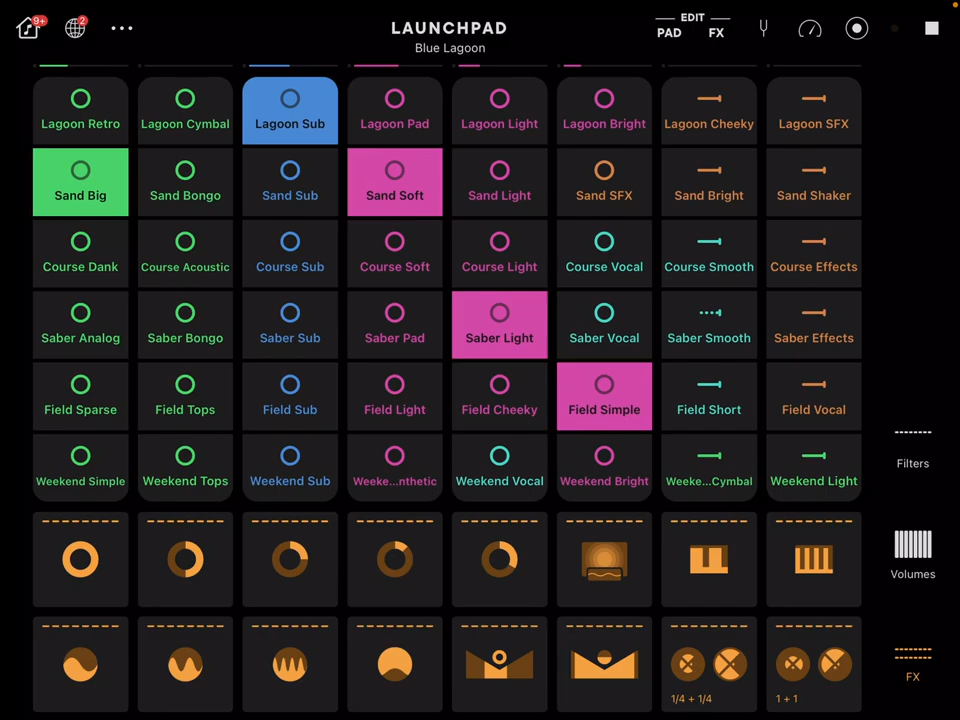 9+
2
LAUNCHPAD
Blue Lagoon
EDIT
PAD FX
Lagoon Retro Lagoon Cymbal Lagoon Sub Lagoon Pad Lagoon Light Lagoon Bright Lagoon Cheeky Lagoon SFX
Sand Big Sand Bongo Sand Sub Sand Soft Sand Light Sand SFX Sand Bright Sand Shaker
Course Dank Course Acoustic Course Sub Course Soft Course Light Course Vocal Course Smooth Course Effects
Saber Analog Saber Bongo Saber Sub Saber Pad Saber Light Saber Vocal Saber Smooth Saber Effects
Field Sparse Field Tops Field Sub Field Light Field Cheeky Field Simple Field Short Field Vocal
Filters
Weekend Simple Weekend Tops Weekend Sub Weeke...nthetic Weekend Vocal Weekend Bright Weeke...Cymbal Weekend Light
Volumes
FX
1/4 + 1/4 1 + 1